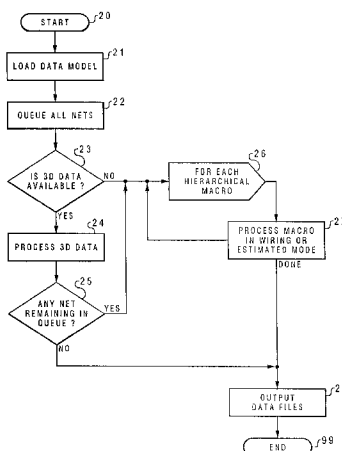 START
20
LOAD DATA MODEL
21
QUEUE ALL NETS
22
23
IS 3D DATA
AVAILABLE ?
NO
YES
24
PROCESS 3D DATA
25
ANY NET
REMAINING IN
QUEUE ?
YES
NO
26
FOR EACH
HIERARCHICAL
MACRO
2
PROCESS MACRO
IN WIRING OR
ESTIMATED MODE
DONE
2
OUTPUT
DATA FILES
END
99